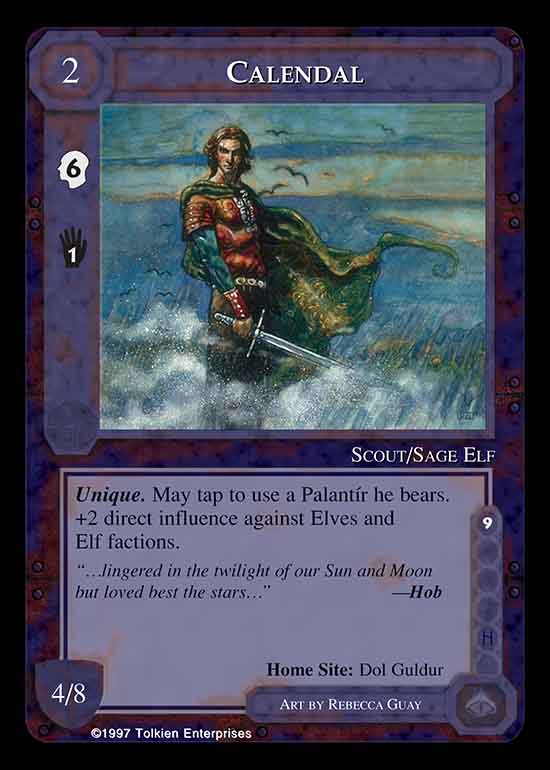 2
CALENDAL
6
1
SCOUT/SAGE ELF
Unique. May tap to use a Palantír he bears.
+2 direct influence against Elves and
Elf factions.
9
“…lingered in the twilight of our Sun and Moon
but loved best the stars…” —Hob
H
Home Site: Dol Guldur
4/8
ART BY REBECCA GUAY
©1997 Tolkien Enterprises